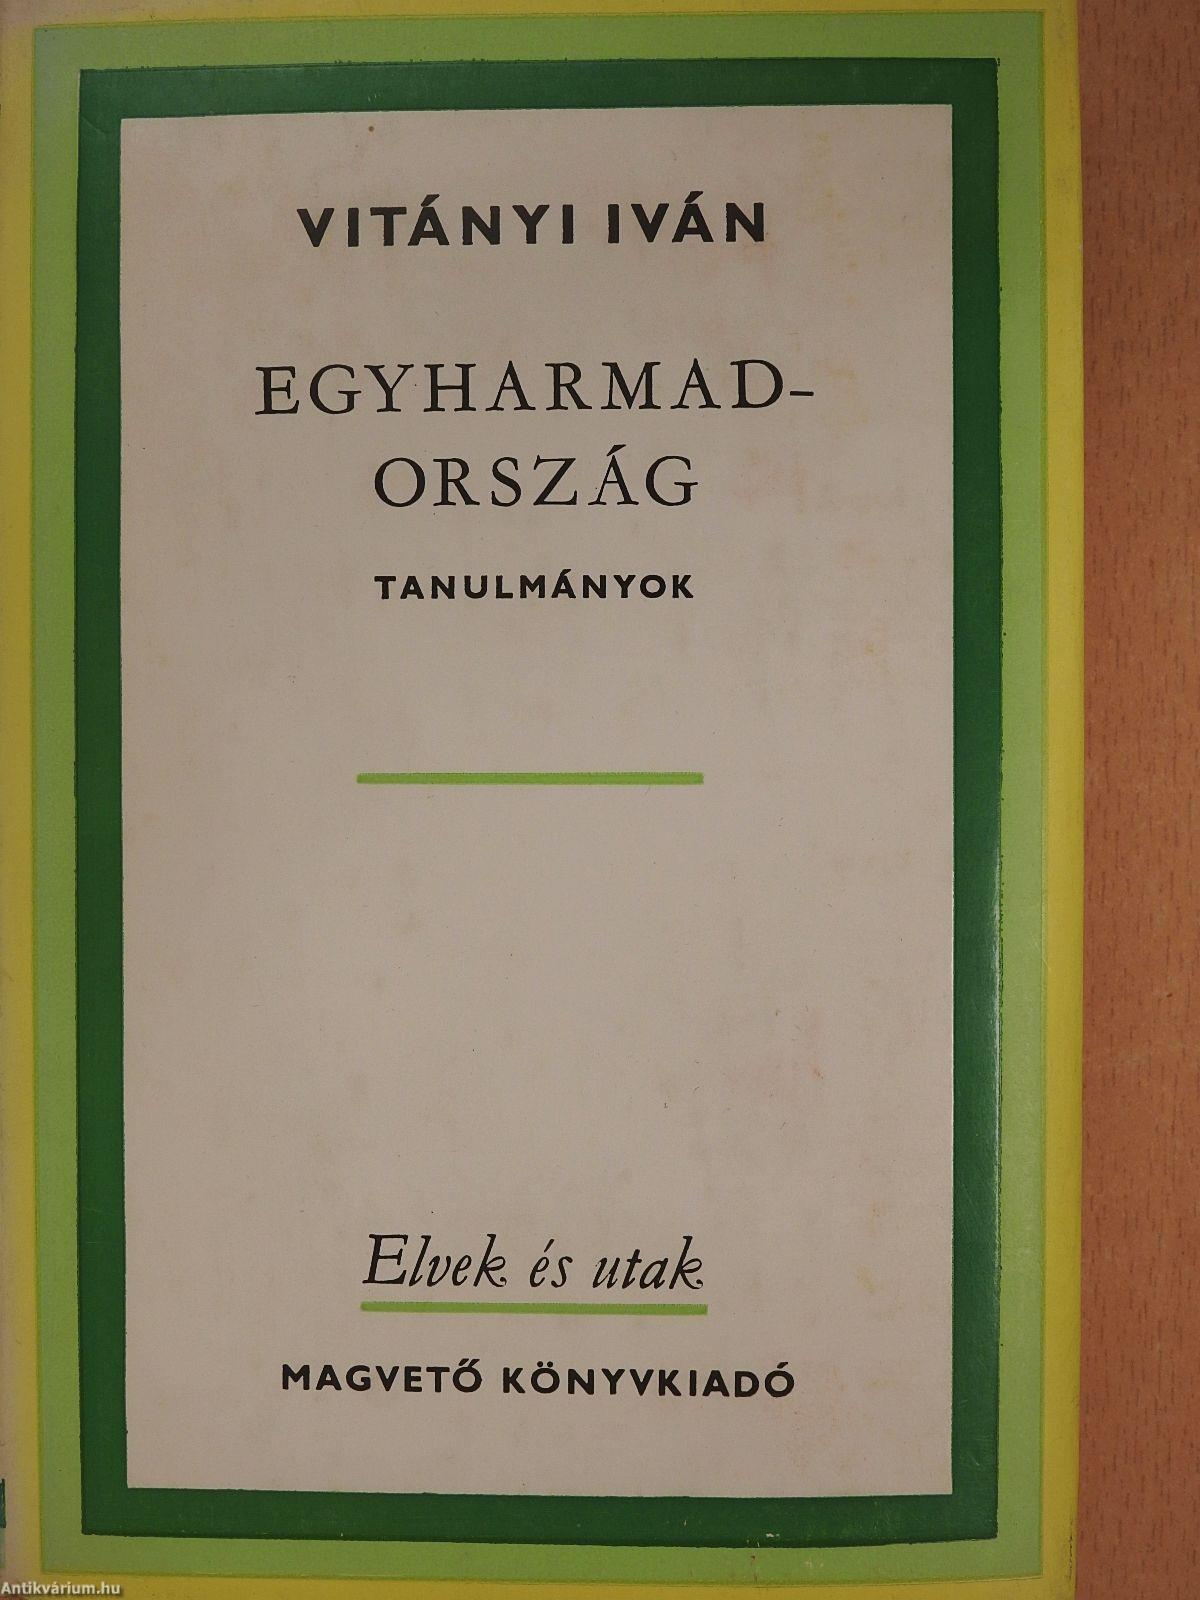 VITÁNYI IVÁN
EGYHARMAD-
ORSZÁG
TANULMÁNYOK
Elvek és utak
MAGVETŐ KÖNYVKIADÓ
Antikvárium.hu